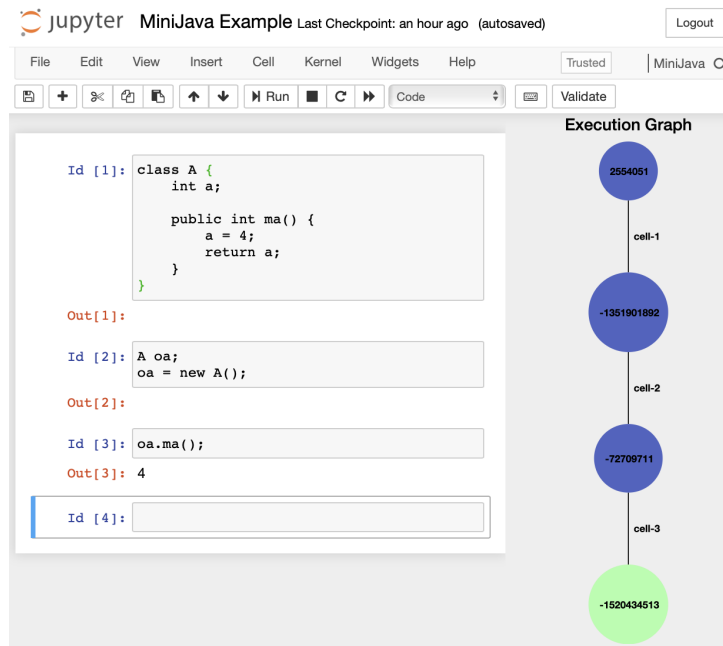 jupyter MiniJava Example Last Checkpoint: an hour ago (autosaved) Logout
File Edit View Insert Cell Kernel Widgets Help Trusted MiniJava
Run Code Validate
Execution Graph
Id [1]: class A {
int a;
public int ma() {
a = 4;
return a;
}
}
Out[1]:
Id [2]: A oa;
oa = new A();
Out[2]:
Id [3]: oa.ma();
Out[3]: 4
Id [4]:
2554051
cell-1
-1351901892
cell-2
-72709711
cell-3
-1520434513